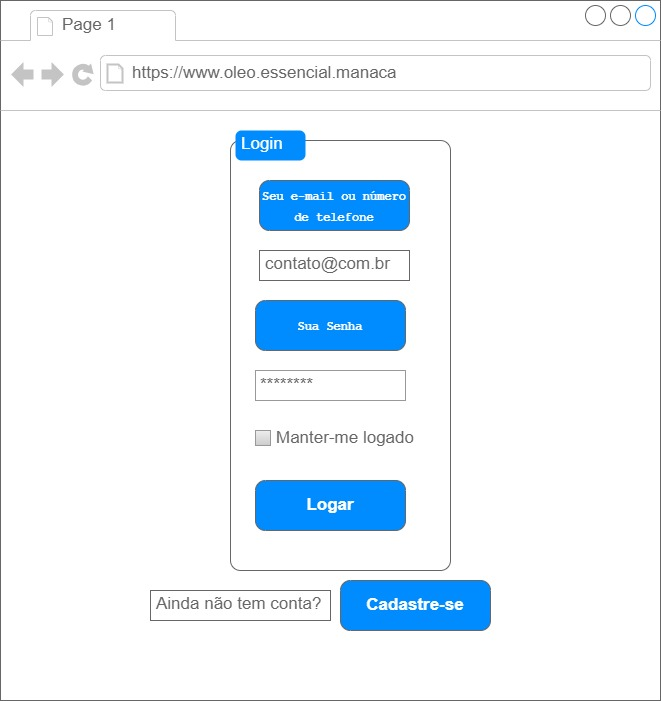 Page 1
https://www.oleo.essencial.manaca
Login
Seu e-mail ou número
de telefone
contato@com.br
Sua Senha
********
Manter-me logado
Logar
Ainda não tem conta?
Cadastre-se